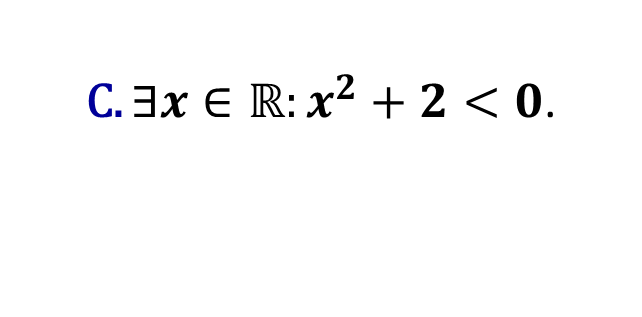 C. ∃𝒙 ∈ ℝ: 𝒙² + 𝟐 < 𝟎.